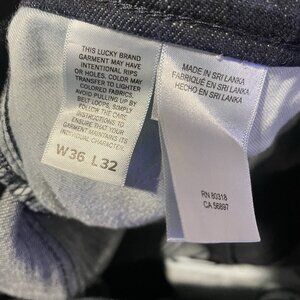 THIS LUCKY BRAND
GARMENT MAY HAVE
INTENTIONAL RIPS
OR HOLES, COLOR MAY
TRANSFER TO LIGHTER
COLORED FABRICS.
AVOID PULLING UP BY
BELT LOOPS. SIMPLY
FOLLOW THE CARE
INSTRUCTIONS TO
ENSURE THAT YOUR
GARMENT MAINTAINS ITS
INDIVIDUAL CHARACTER.
W36 L32
MADE IN SRI LANKA
FABRIQUÉ EN SRI LANKA
HECHO EN SRI LANKA
RN 80318
CA 56897